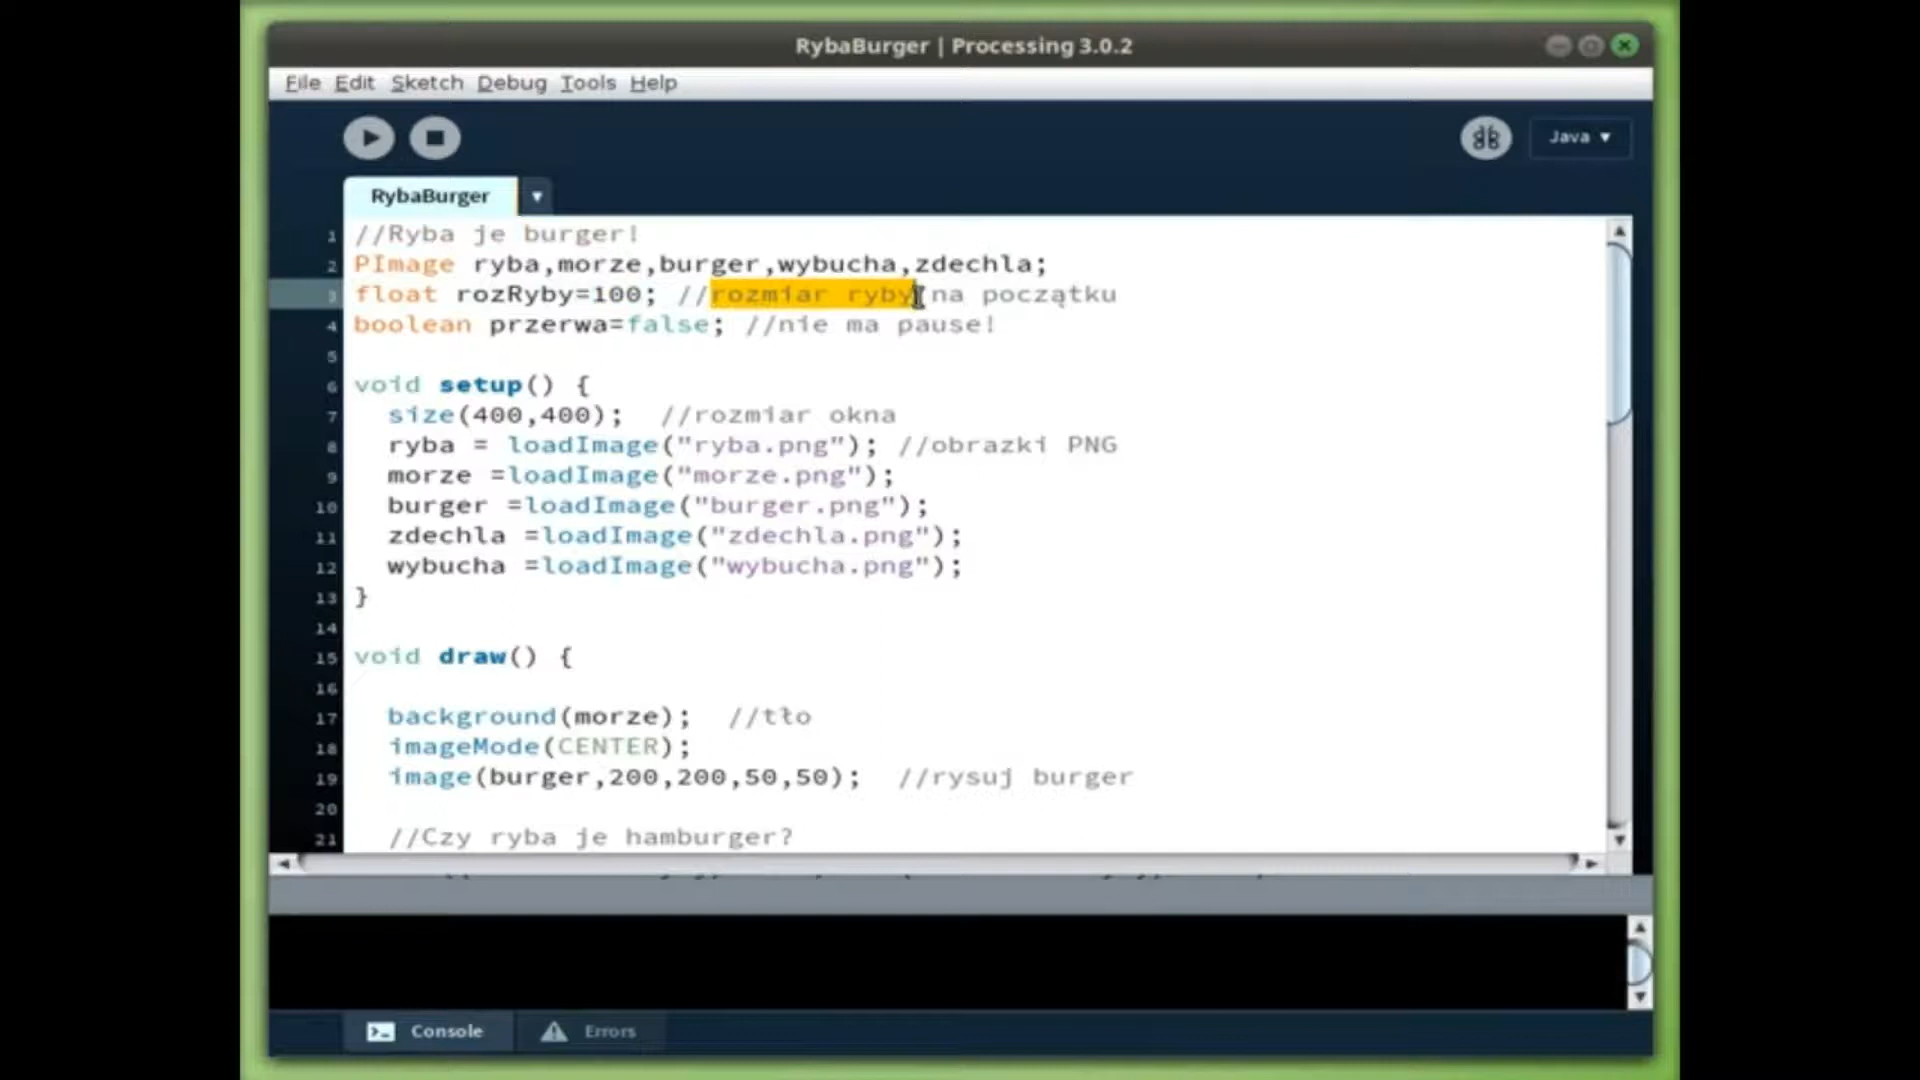 RybaBurger | Processing 3.0.2
File Edit Sketch Debug Tools Help
Java
RybaBurger
1 //Ryba je burger!
2 PImage ryba,morze,burger,wybucha,zdechla;
3 float rozRyby=100; //rozmiar ryby na początku
4 boolean przerwa=false; //nie ma pause!
5
6 void setup() {
7 size(400,400); //rozmiar okna
8 ryba = loadImage("ryba.png"); //obrazki PNG
9 morze =loadImage("morze.png");
10 burger =loadImage("burger.png");
11 zdechla =loadImage("zdechla.png");
12 wybucha =loadImage("wybucha.png");
13 }
14
15 void draw() {
16
17 background(morze); //tło
18 imageMode(CENTER);
19 image(burger,200,200,50,50); //rysuj burger
20
21 //Czy ryba je hamburger?
Console Errors